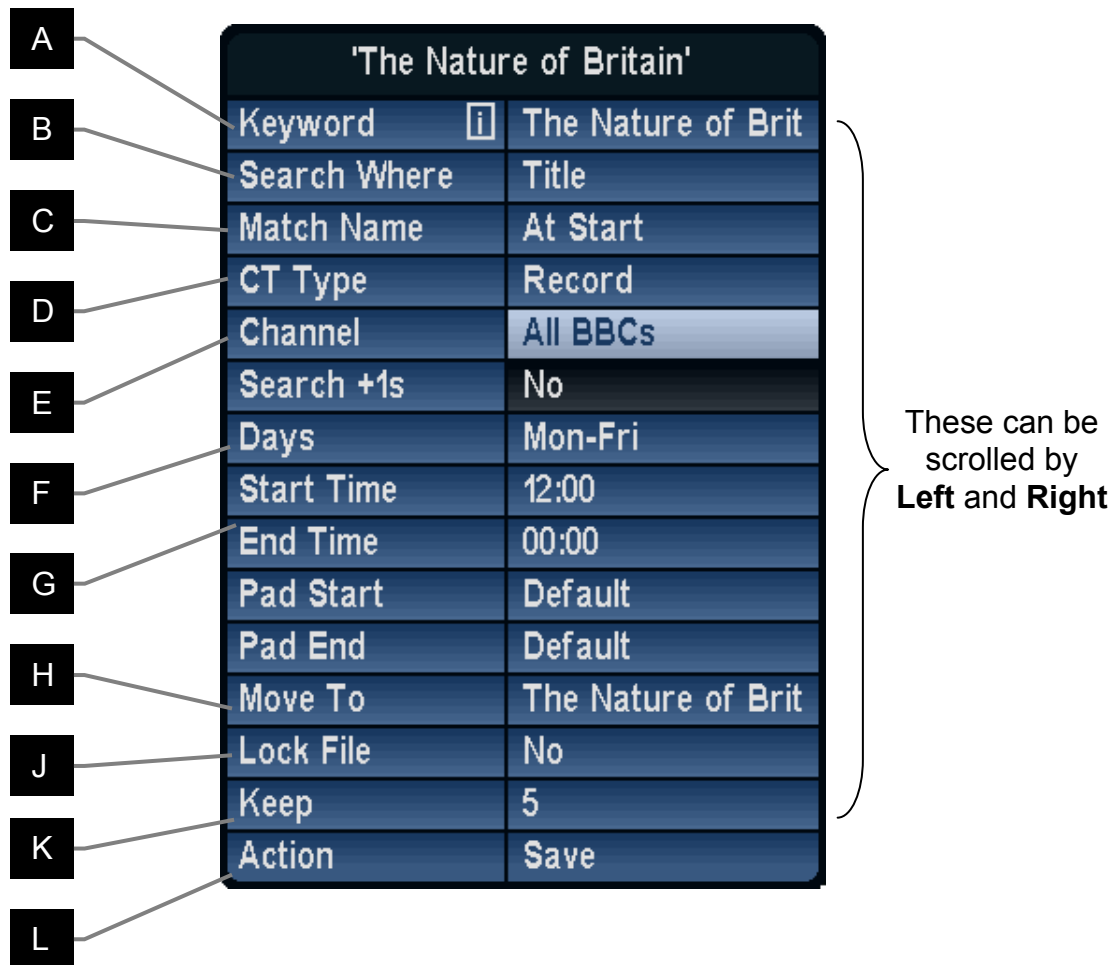 'The Nature of Britain'
A
Keyword i The Nature of Brit
B
Search Where Title
C
Match Name At Start
D
CT Type Record
E
Channel All BBCs
Search +1s No
F
Days Mon-Fri
Start Time 12:00
G
End Time 00:00
Pad Start Default
Pad End Default
H
Move To The Nature of Brit
J
Lock File No
K
Keep 5
L
Action Save
These can be
scrolled by
Left and Right